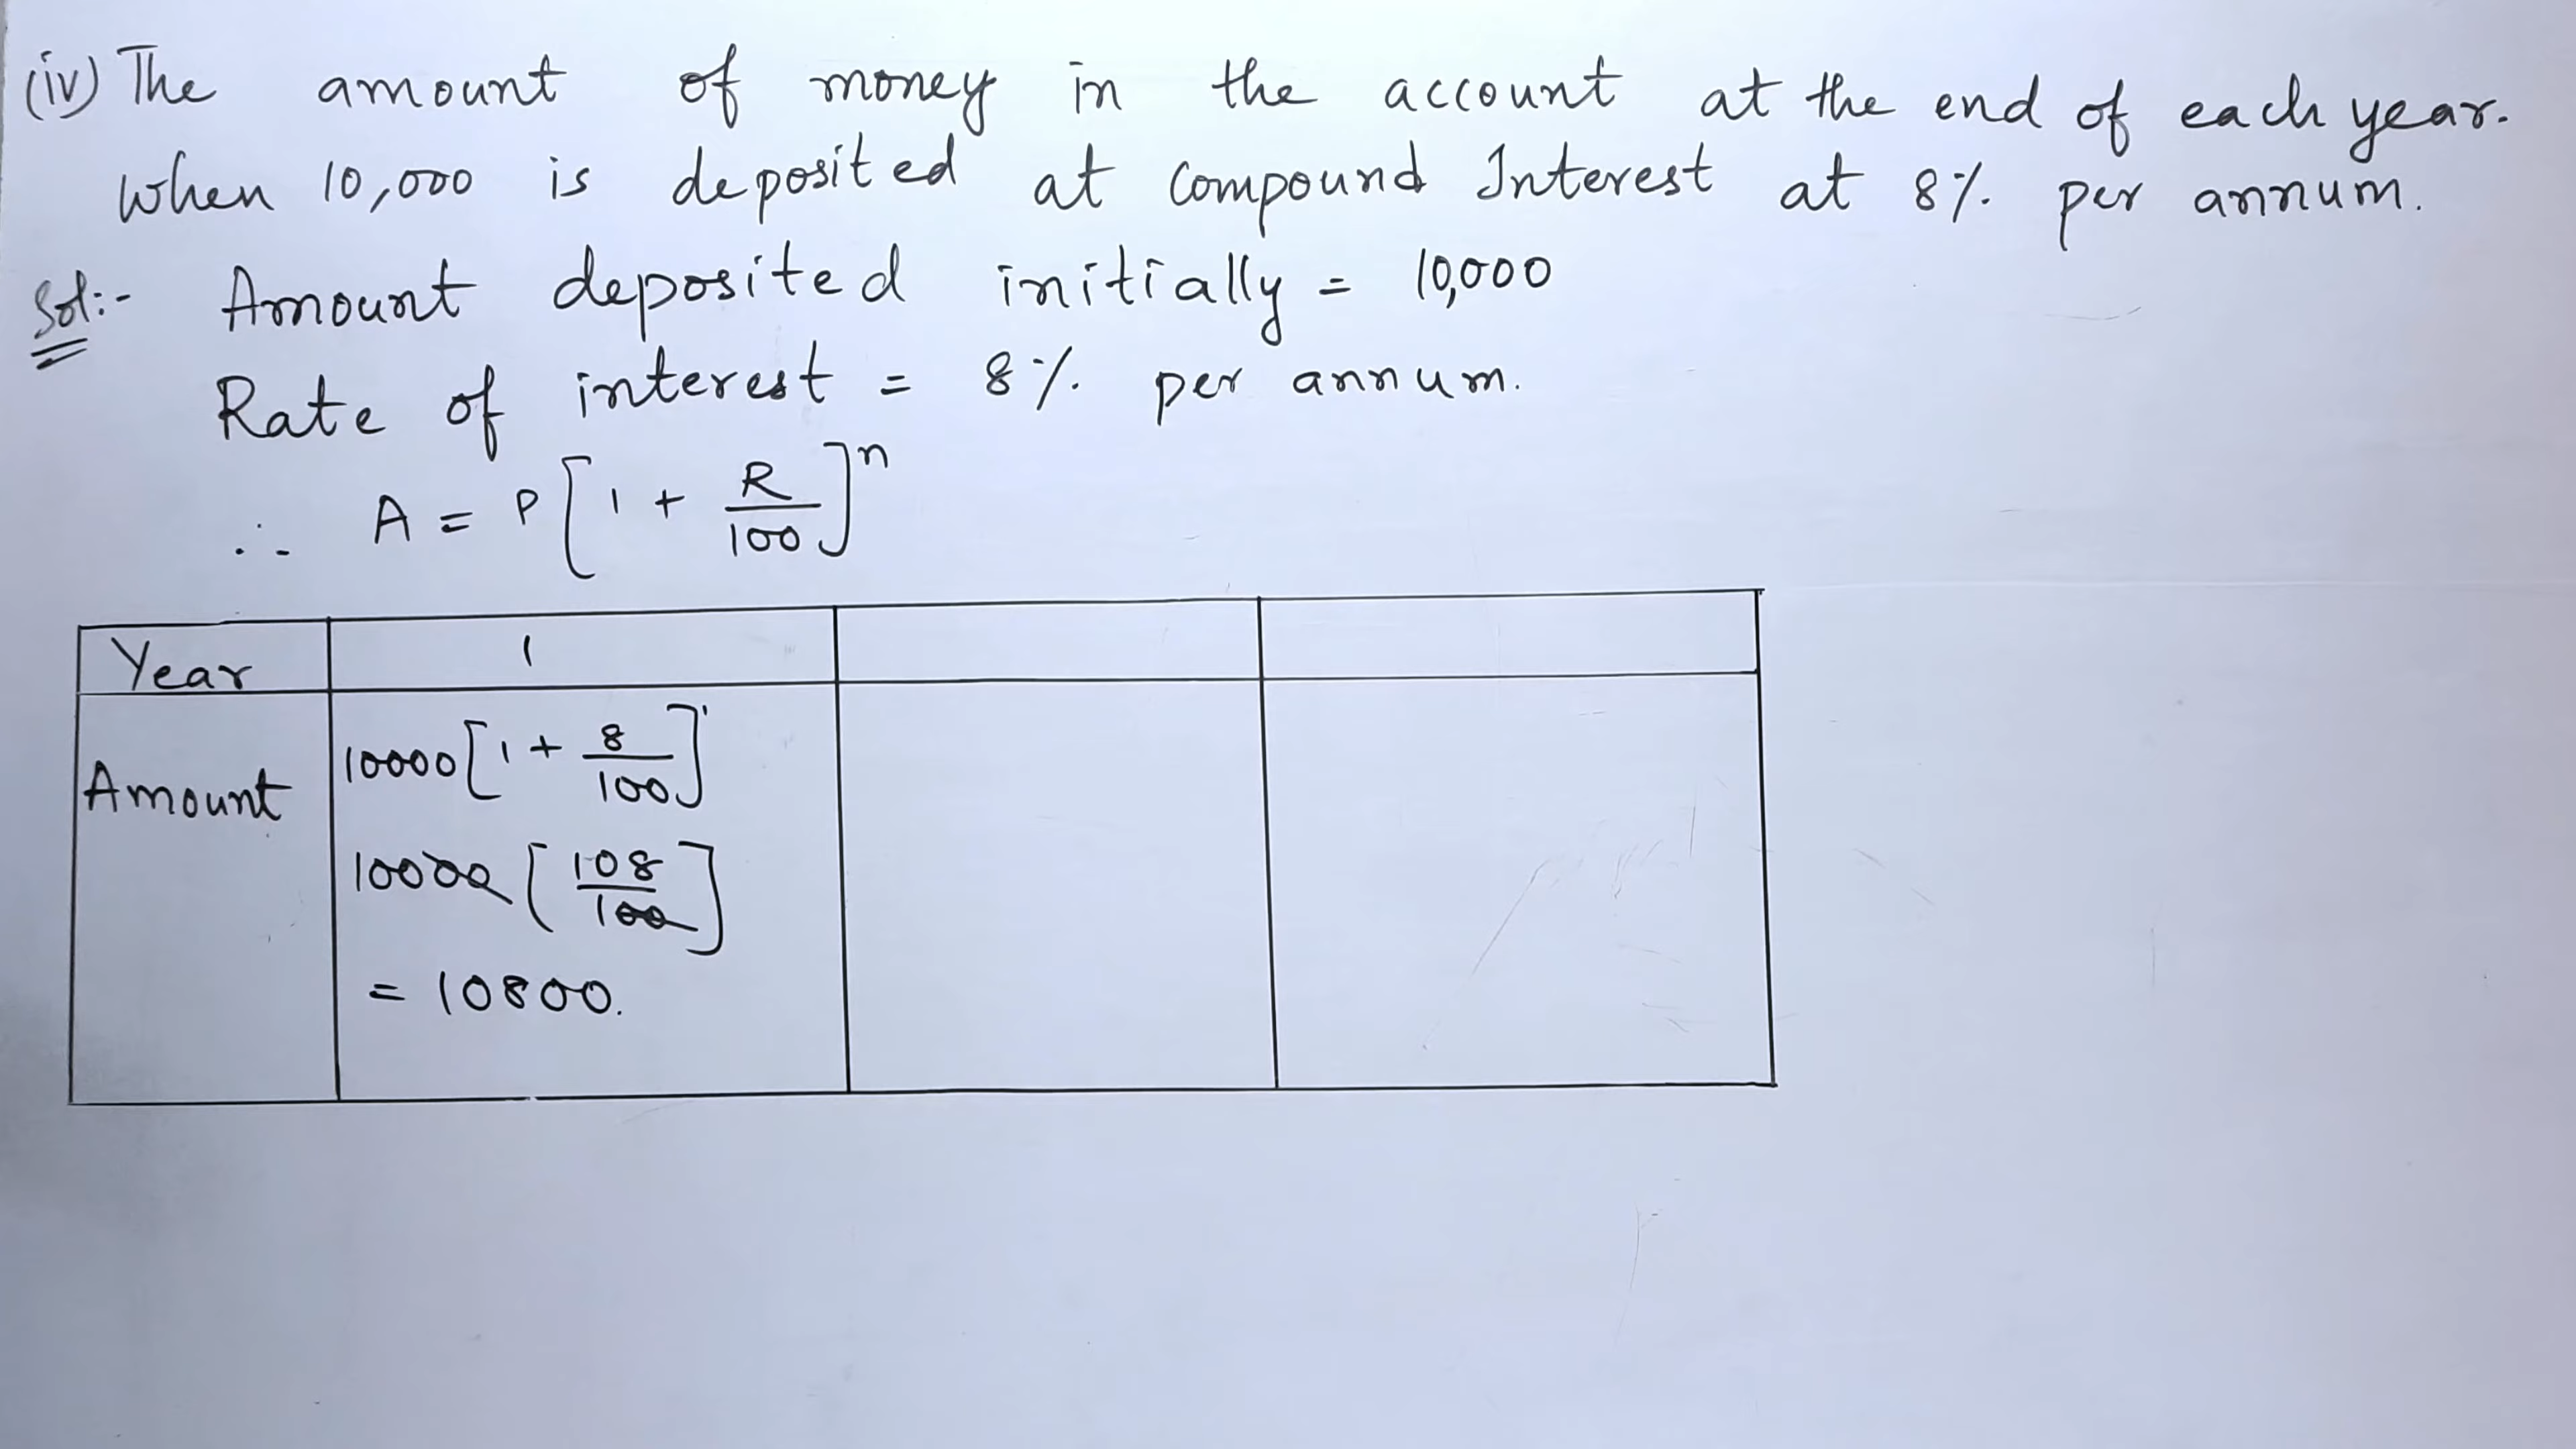 (iv) The amount of money in the account at the end of each year.
when 10,000 is deposited at compound Interest at 8% per annum.
Sol:- Amount deposited initially = 10,000
Rate of interest = 8% per annum.
∴ A = P[1 + R/100]^n
Year 1
Amount 10000[1 + 8/100]^1
10000[108/100]
= 10800.